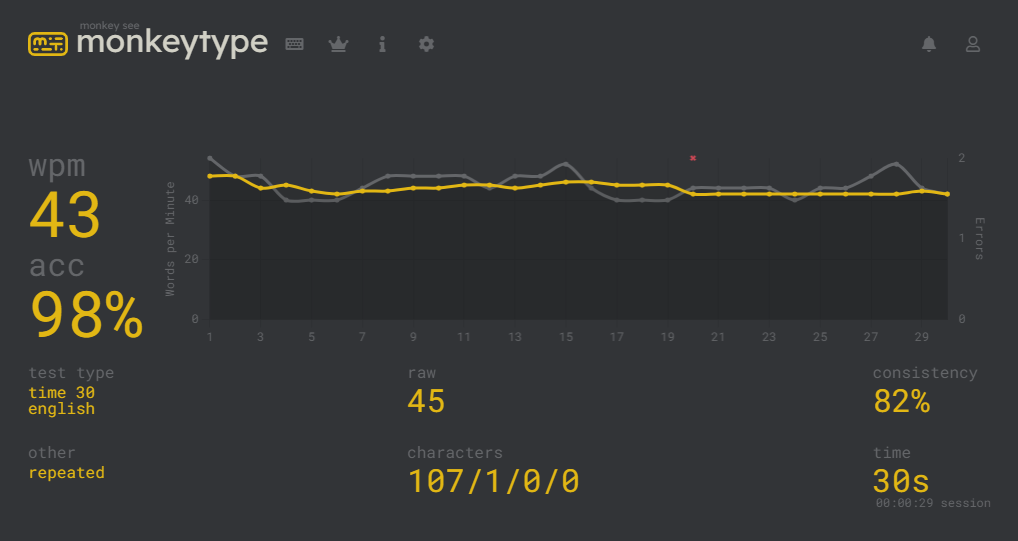 monkey see
monkeytype
wpm
43
acc
98%
Words per Minute
40
20
0
1 3 5 7 9 11 13 15 17 19 21 23 25 27 29
2
1
0
Errors
test type
time 30
english
raw
45
consistency
82%
other
repeated
characters
107/1/0/0
time
30s
00:00:29 session